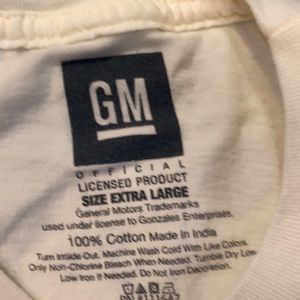 GM
OFFICIAL
LICENSED PRODUCT
SIZE EXTRA LARGE
General Motors Trademarks
used under license to Gonzales Enterprises.
100% Cotton Made In India
Turn Inside Out. Machine Wash Cold With Like Colors.
Only Non-Chlorine Bleach When Needed. Tumble Dry Low.
Low Iron if Needed. Do Not Iron Decoration.